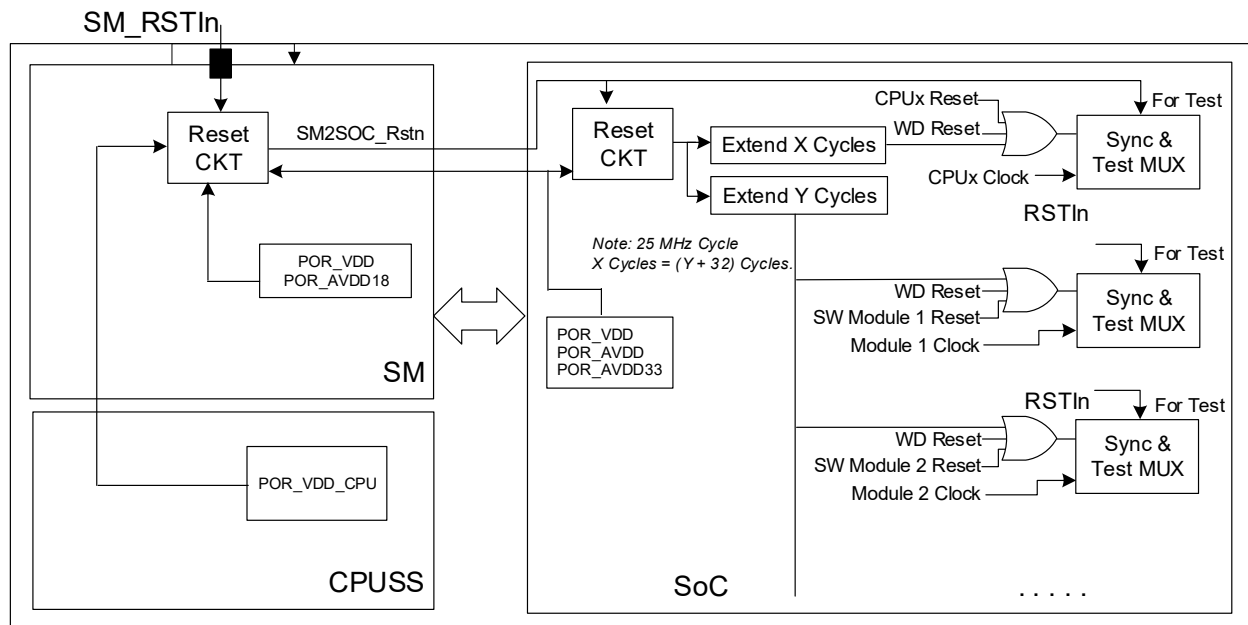 SM_RSTIn
Reset
CKT
SM2SOC_Rstn
POR_VDD
POR_AVDD18
SM
POR_VDD_CPU
CPUSS
Reset
CKT
Extend X Cycles
Extend Y Cycles
Note: 25 MHz Cycle
X Cycles = (Y + 32) Cycles.
POR_VDD
POR_AVDD
POR_AVDD33
CPUx Reset
WD Reset
CPUx Clock
For Test
Sync &
Test MUX
RSTIn
For Test
WD Reset
SW Module 1 Reset
Module 1 Clock
Sync &
Test MUX
RSTIn
For Test
WD Reset
SW Module 2 Reset
Module 2 Clock
Sync &
Test MUX
SoC
. . . . .